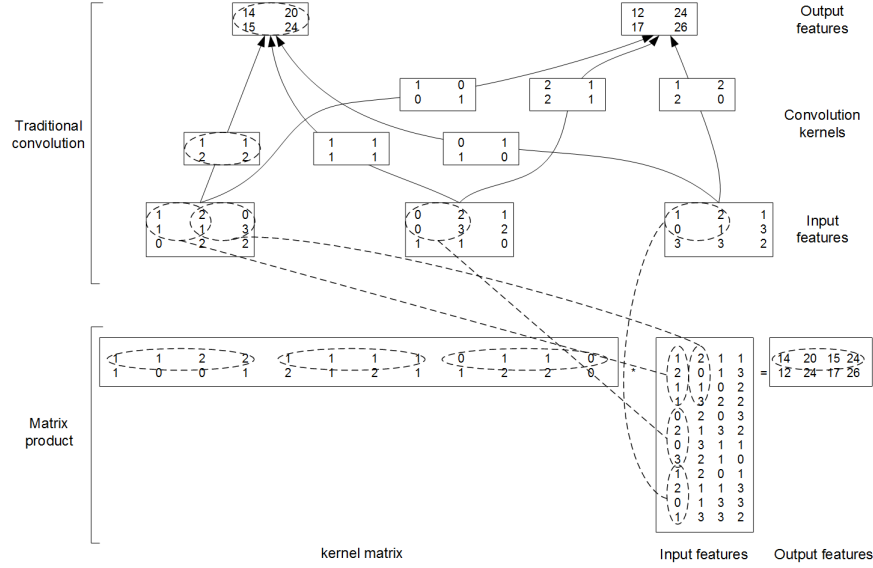 14 20 12 24 Output
15 24 17 26 features
1 0 2 1 1 2
0 1 2 1 2 0
Convolution
kernels
Traditional
convolution
1 1 1 1 0 1
2 2 1 1 1 0
1 2 0 0 2 1 1 2 1
1 1 3 0 3 2 0 1 3
0 2 2 1 1 0 3 3 2
Input
features
Matrix
product
1 1 2 2 1 1 1 1 0 1 1 0
1 0 0 1 2 1 2 1 1 2 2 0
*
1 2 1 1
2 0 1 3
1 1 0 2
1 3 2 2
0 2 0 3
2 1 3 2
0 3 1 1
3 2 1 0
1 2 0 1
2 1 1 3
0 1 3 3
1 3 3 2
=
14 20 15 24
12 24 17 26
kernel matrix
Input features
Output features